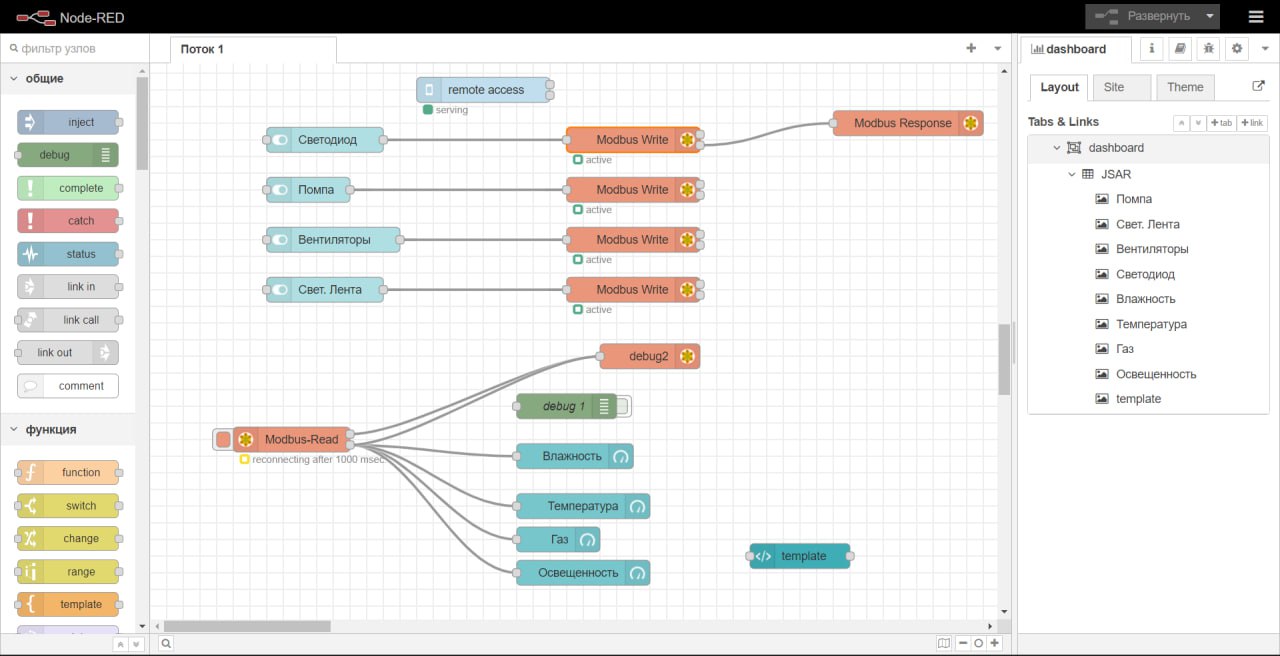 Node-RED
Развернуть
фильтр узлов
Поток 1
dashboard
общие
inject
debug
complete
catch
status
link in
link call
link out
comment
функция
function
switch
change
range
template
remote access
serving
Светодиод
Modbus Write
active
Modbus Response
Помпа
Modbus Write
active
Вентиляторы
Modbus Write
active
Свет. Лента
Modbus Write
active
debug2
debug 1
Modbus-Read
reconnecting after 1000 msec
Влажность
Температура
Газ
Освещенность
template
Layout
Site
Theme
Tabs & Links
tab
link
dashboard
JSAR
Помпа
Свет. Лента
Вентиляторы
Светодиод
Влажность
Температура
Газ
Освещенность
template